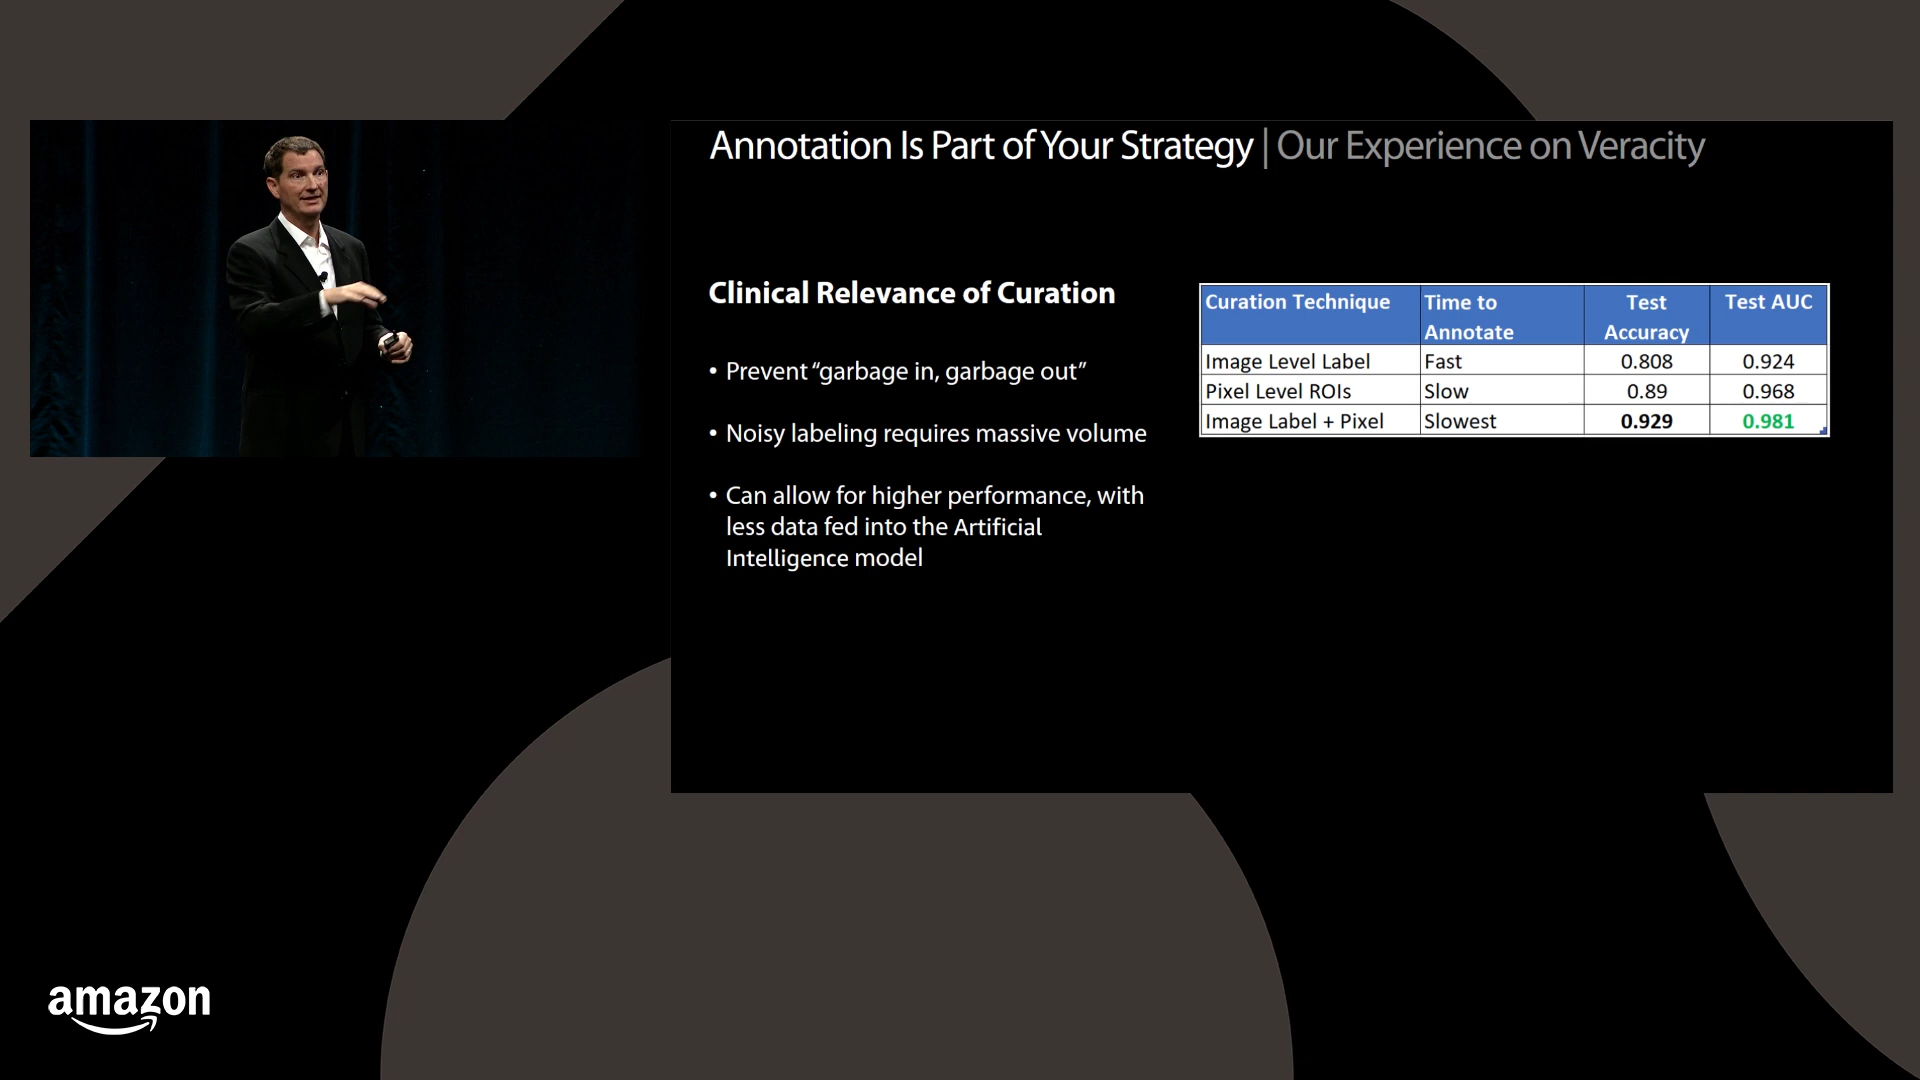 Annotation Is Part of Your Strategy | Our Experience on Veracity
Clinical Relevance of Curation
• Prevent “garbage in, garbage out”
• Noisy labeling requires massive volume
• Can allow for higher performance, with
less data fed into the Artificial
Intelligence model
Curation Technique Time to Annotate Test Accuracy Test AUC
Image Level Label Fast 0.808 0.924
Pixel Level ROIs Slow 0.89 0.968
Image Label + Pixel Slowest 0.929 0.981
amazon